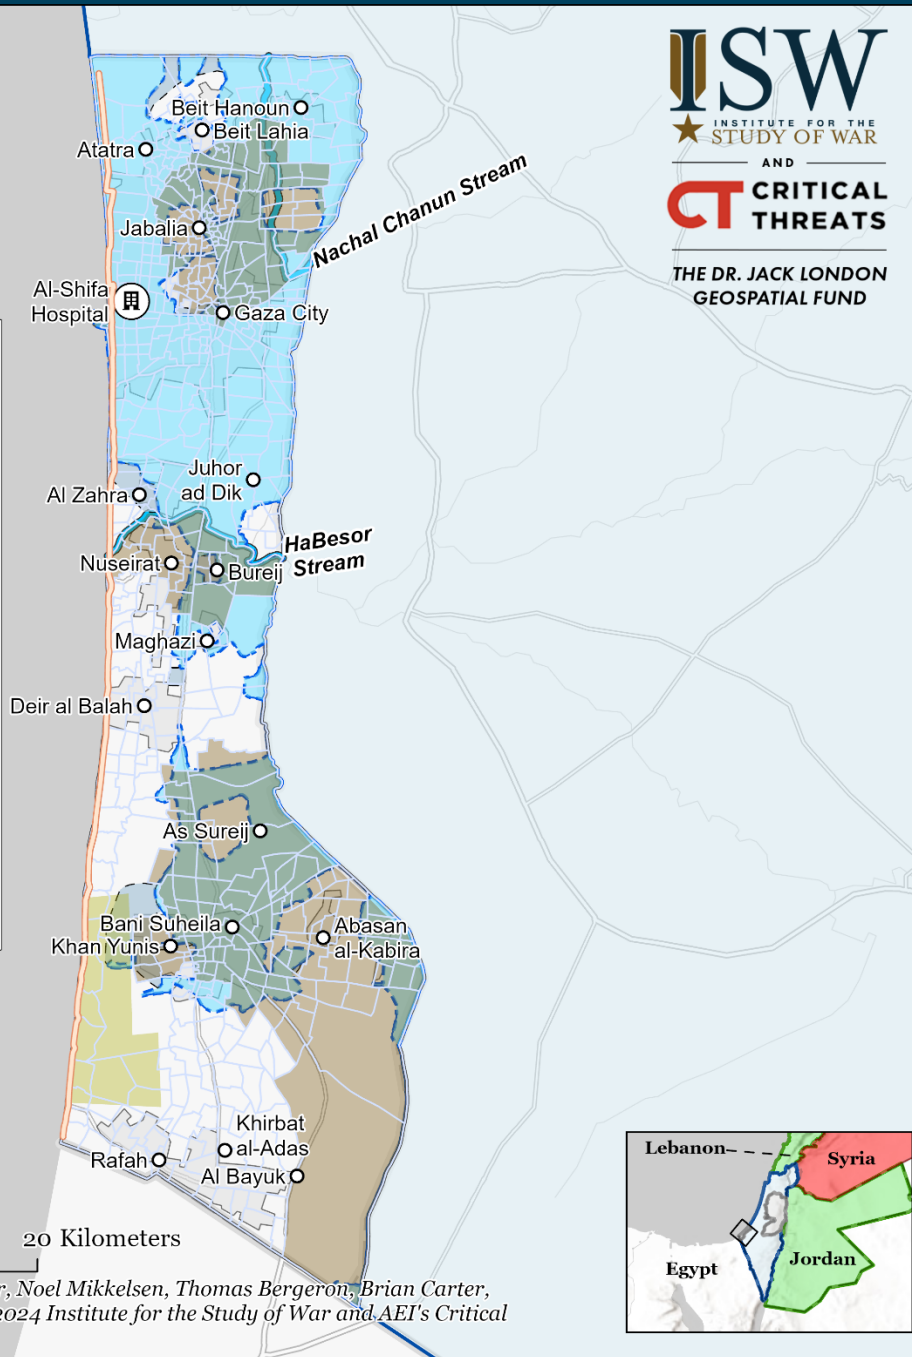 ISW
INSTITUTE FOR THE
STUDY OF WAR
AND
CT CRITICAL
THREATS
THE DR. JACK LONDON
GEOSPATIAL FUND
Beit Hanoun
Beit Lahia
Atatra
Nachal Chanun Stream
Jabalia
Al-Shifa
Hospital
Gaza City
Juhor
ad Dik
Al Zahra
HaBesor
Stream
Nuseirat
Bureij
Maghazi
Deir al Balah
As Sureij
Bani Suheila
Khan Yunis
Abasan
al-Kabira
Khirbat
al-Adas
Rafah
Al Bayuk
Lebanon
Syria
Jordan
Egypt
20 Kilometers
Noel Mikkelsen, Thomas Bergeron, Brian Carter,
2024 Institute for the Study of War and AEI's Critical